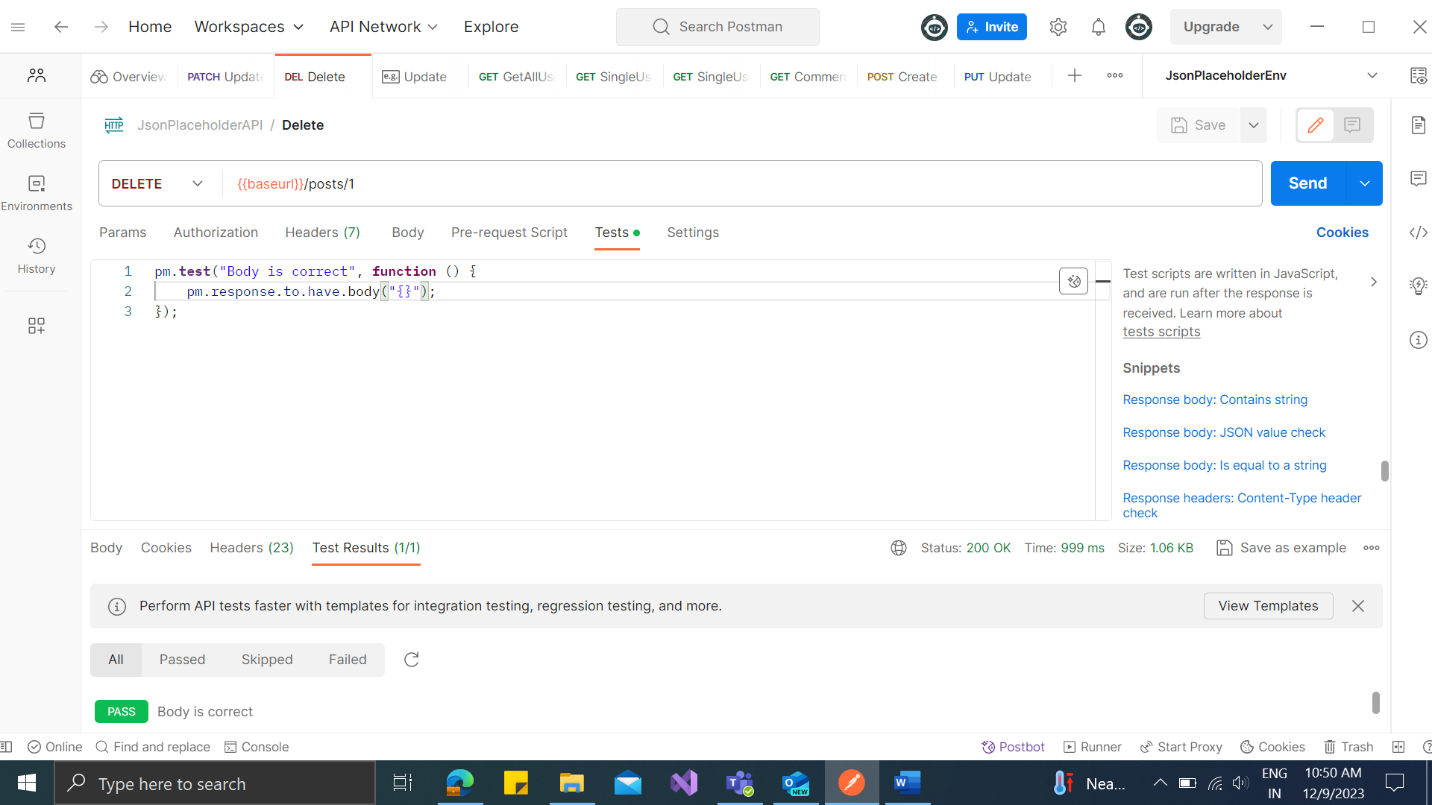 Home Workspaces API Network Explore Search Postman Invite Upgrade
Overview PATCH Update DEL Delete e.g. Update GET GetAllUs GET SingleUs GET SingleUs GET Commen POST Create PUT Update JsonPlaceholderEnv
HTTP JsonPlaceholderAPI / Delete Save
Collections
DELETE {{baseurl}}/posts/1 Send
Environments
Params Authorization Headers (7) Body Pre-request Script Tests Settings Cookies
History
1 pm.test("Body is correct", function () {
2 pm.response.to.have.body("{}");
3 });
Test scripts are written in JavaScript,
and are run after the response is
received. Learn more about
tests scripts
Snippets
Response body: Contains string
Response body: JSON value check
Response body: Is equal to a string
Response headers: Content-Type header
check
Body Cookies Headers (23) Test Results (1/1) Status: 200 OK Time: 999 ms Size: 1.06 KB Save as example
Perform API tests faster with templates for integration testing, regression testing, and more. View Templates
All Passed Skipped Failed
PASS Body is correct
Online Find and replace Console Postbot Runner Start Proxy Cookies Trash
Type here to search NEW W Nea... ENG IN 10:50 AM 12/9/2023